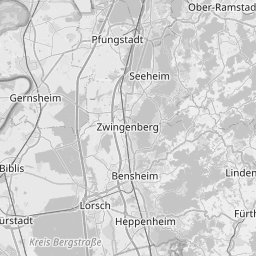 Ober-Ramstad
Pfungstadt
Seeheim
Gernsheim
Zwingenberg
Biblis
Bensheim
Linden
Lorsch
Fürth
ürstadt
Heppenheim
Kreis Bergstraße